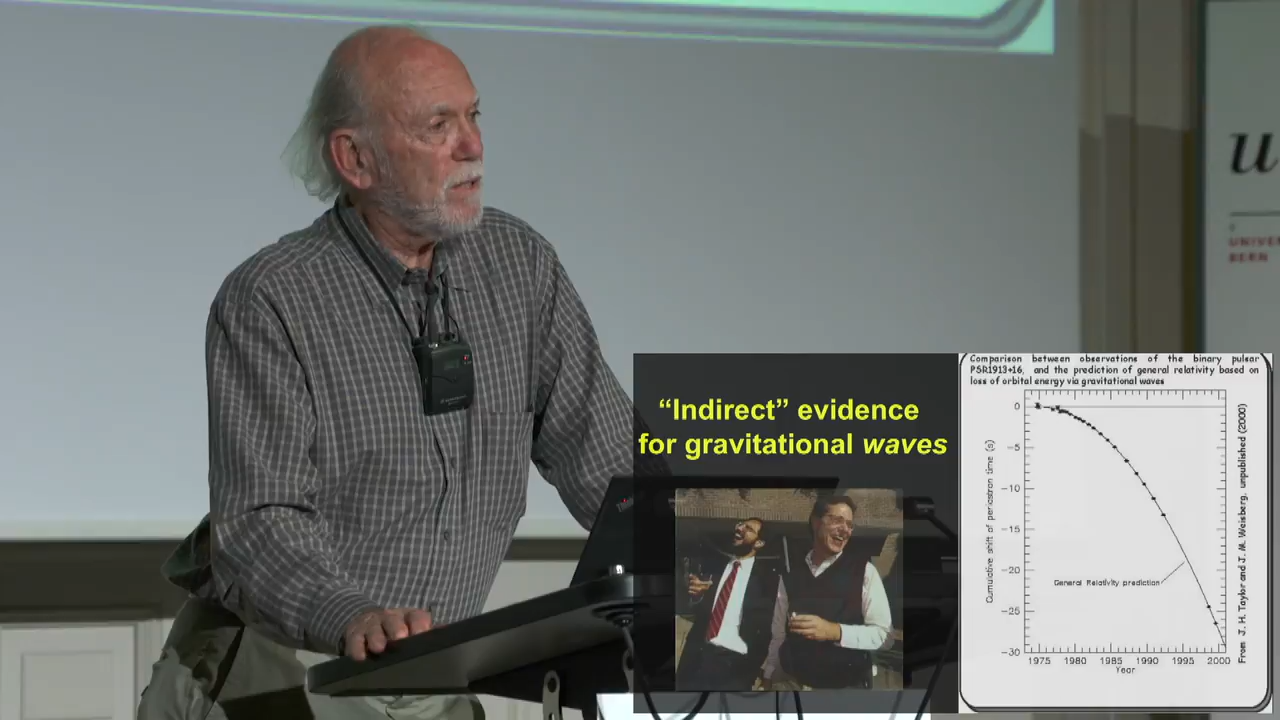 u
UNIVE
BERN
Think
“Indirect” evidence
for gravitational waves
Comparison between observations of the binary pulsar
PSR1913+16, and the prediction of general relativity based on
loss of orbital energy via gravitational waves
Cumulative shift of periastron time (s)
0
−5
−10
−15
−20
−25
−30
General Relativity prediction
1975 1980 1985 1990 1995 2000
Year
From J. H. Taylor and J. M. Weisberg, unpublished (2000)